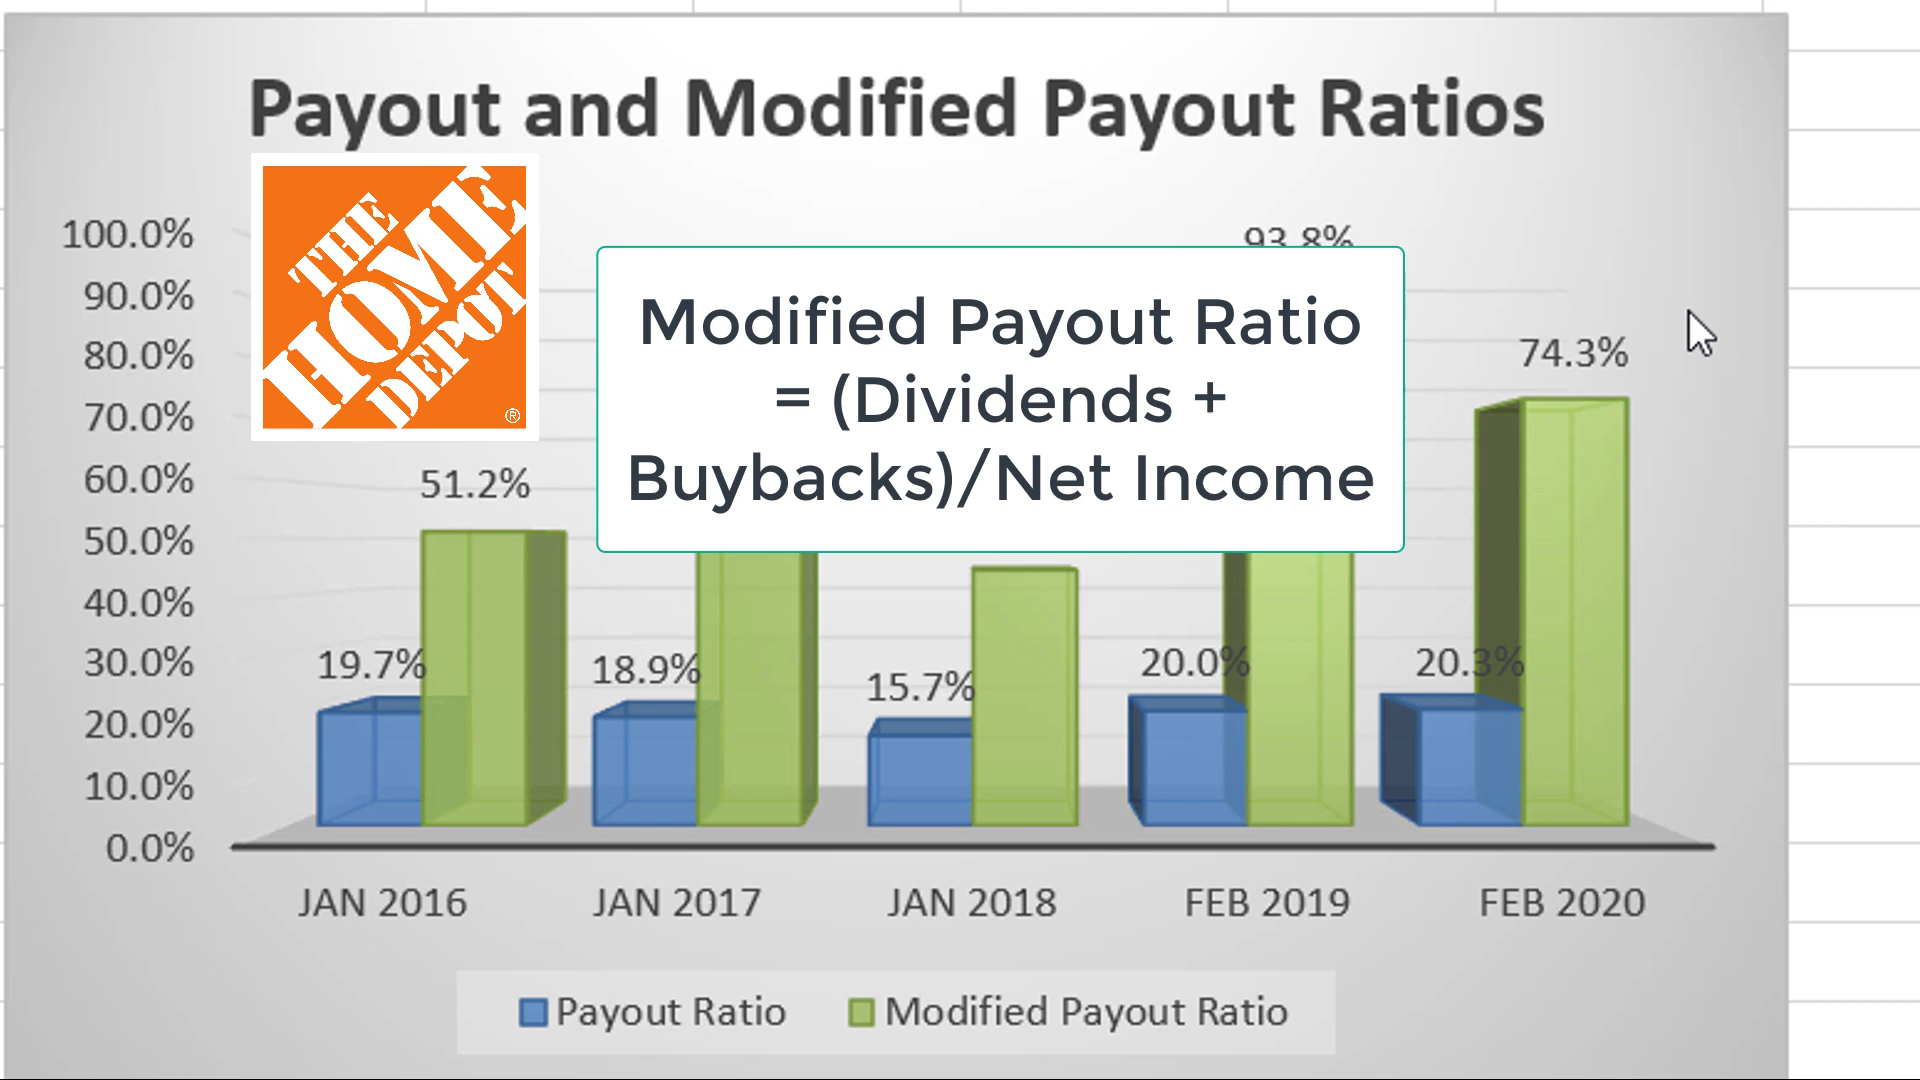 Payout and Modified Payout Ratios
THE
HOME
DEPOT
®
100.0%
90.0%
80.0%
70.0%
60.0%
50.0%
40.0%
30.0%
20.0%
10.0%
0.0%
93.8%
Modified Payout Ratio
= (Dividends +
Buybacks)/Net Income
74.3%
51.2%
19.7%
18.9%
15.7%
20.0%
20.3%
JAN 2016 JAN 2017 JAN 2018 FEB 2019 FEB 2020
Payout Ratio Modified Payout Ratio